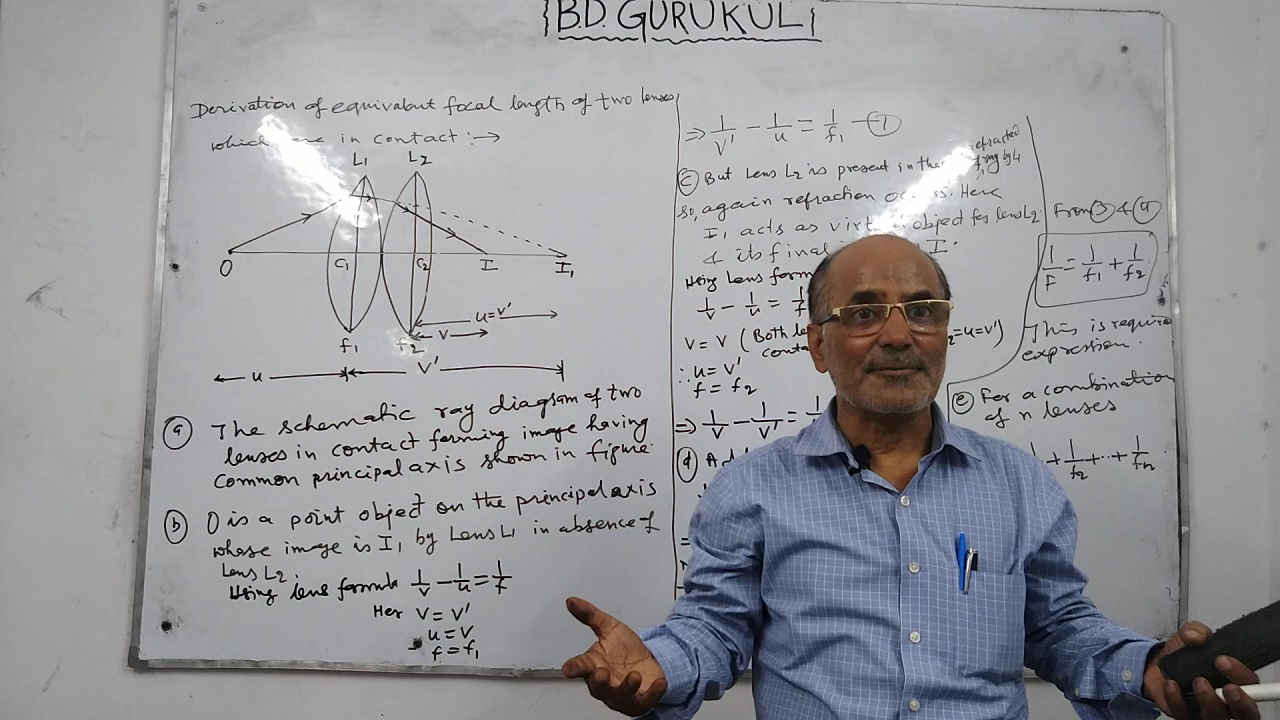 B.D. GURUKUL
Derivation of equivalent focal length of two lenses
which are in contact :→
L₁ L₂
O C₁ C₂ I I₁
u=v'
f₁ f₂ v
u v'
(a) The schematic ray diagram of two
lenses in contact forming image having
common principal axis is shown in figure.
(b) O is a point object on the principal axis
whose image is I₁ by Lens L₁ in absence of
Lens L₂.
Using lens formula 1/v - 1/u = 1/f
Her v = v'
u = v
f = f₁
⇒ 1/v' - 1/u = 1/f₁ —①
(c) But Lens L₂ is present in the refracted
ray by L₁
So, again refraction Here
I₁ acts as object for lens L₂
& its final I.
Using Lens form
1/v - 1/u =
v = v (Both
conta =u=v')
∴ u = v'
f = f₂
⇒ 1/v - 1/v' =
(d)
From ③ & ④
1/F = 1/f₁ + 1/f₂
This is require
expression.
(e) For a combination
of n lenses
+ 1/f₂ + ... + 1/fn